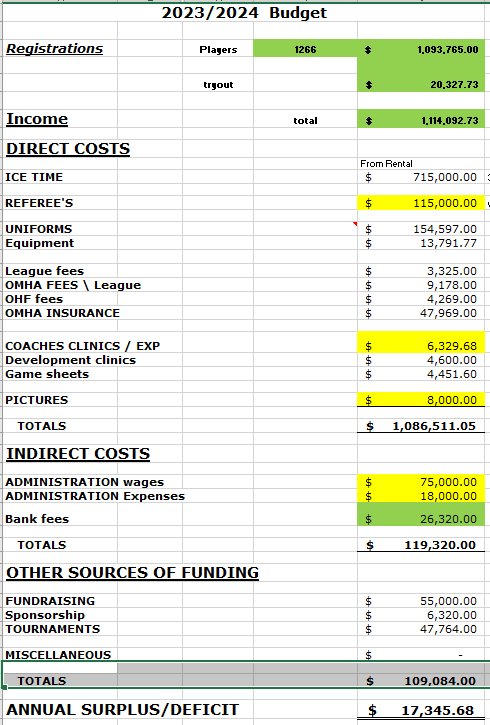 2023/2024 Budget
Registrations Players 1266 $ 1,093,765.00
tryout 20,327.73
Income total $ 1,114,092.73
DIRECT COSTS
From Rental
ICE TIME $ 715,000.00
REFEREE'S $ 115,000.00
UNIFORMS $ 154,597.00
Equipment $ 13,791.77
League fees $ 3,325.00
OMHA FEES \ League $ 9,178.00
OHF fees $ 4,269.00
OMHA INSURANCE $ 47,969.00
COACHES CLINICS / EXP $ 6,329.68
Development clinics $ 4,600.00
Game sheets $ 4,451.60
PICTURES $ 8,000.00
TOTALS $ 1,086,511.05
INDIRECT COSTS
ADMINISTRATION wages $ 75,000.00
ADMINISTRATION Expenses $ 18,000.00
Bank fees $ 26,320.00
TOTALS $ 119,320.00
OTHER SOURCES OF FUNDING
FUNDRAISING $ 55,000.00
Sponsorship $ 6,320.00
TOURNAMENTS $ 47,764.00
MISCELLANEOUS $ -
TOTALS $ 109,084.00
ANNUAL SURPLUS/DEFICIT $ 17,345.68